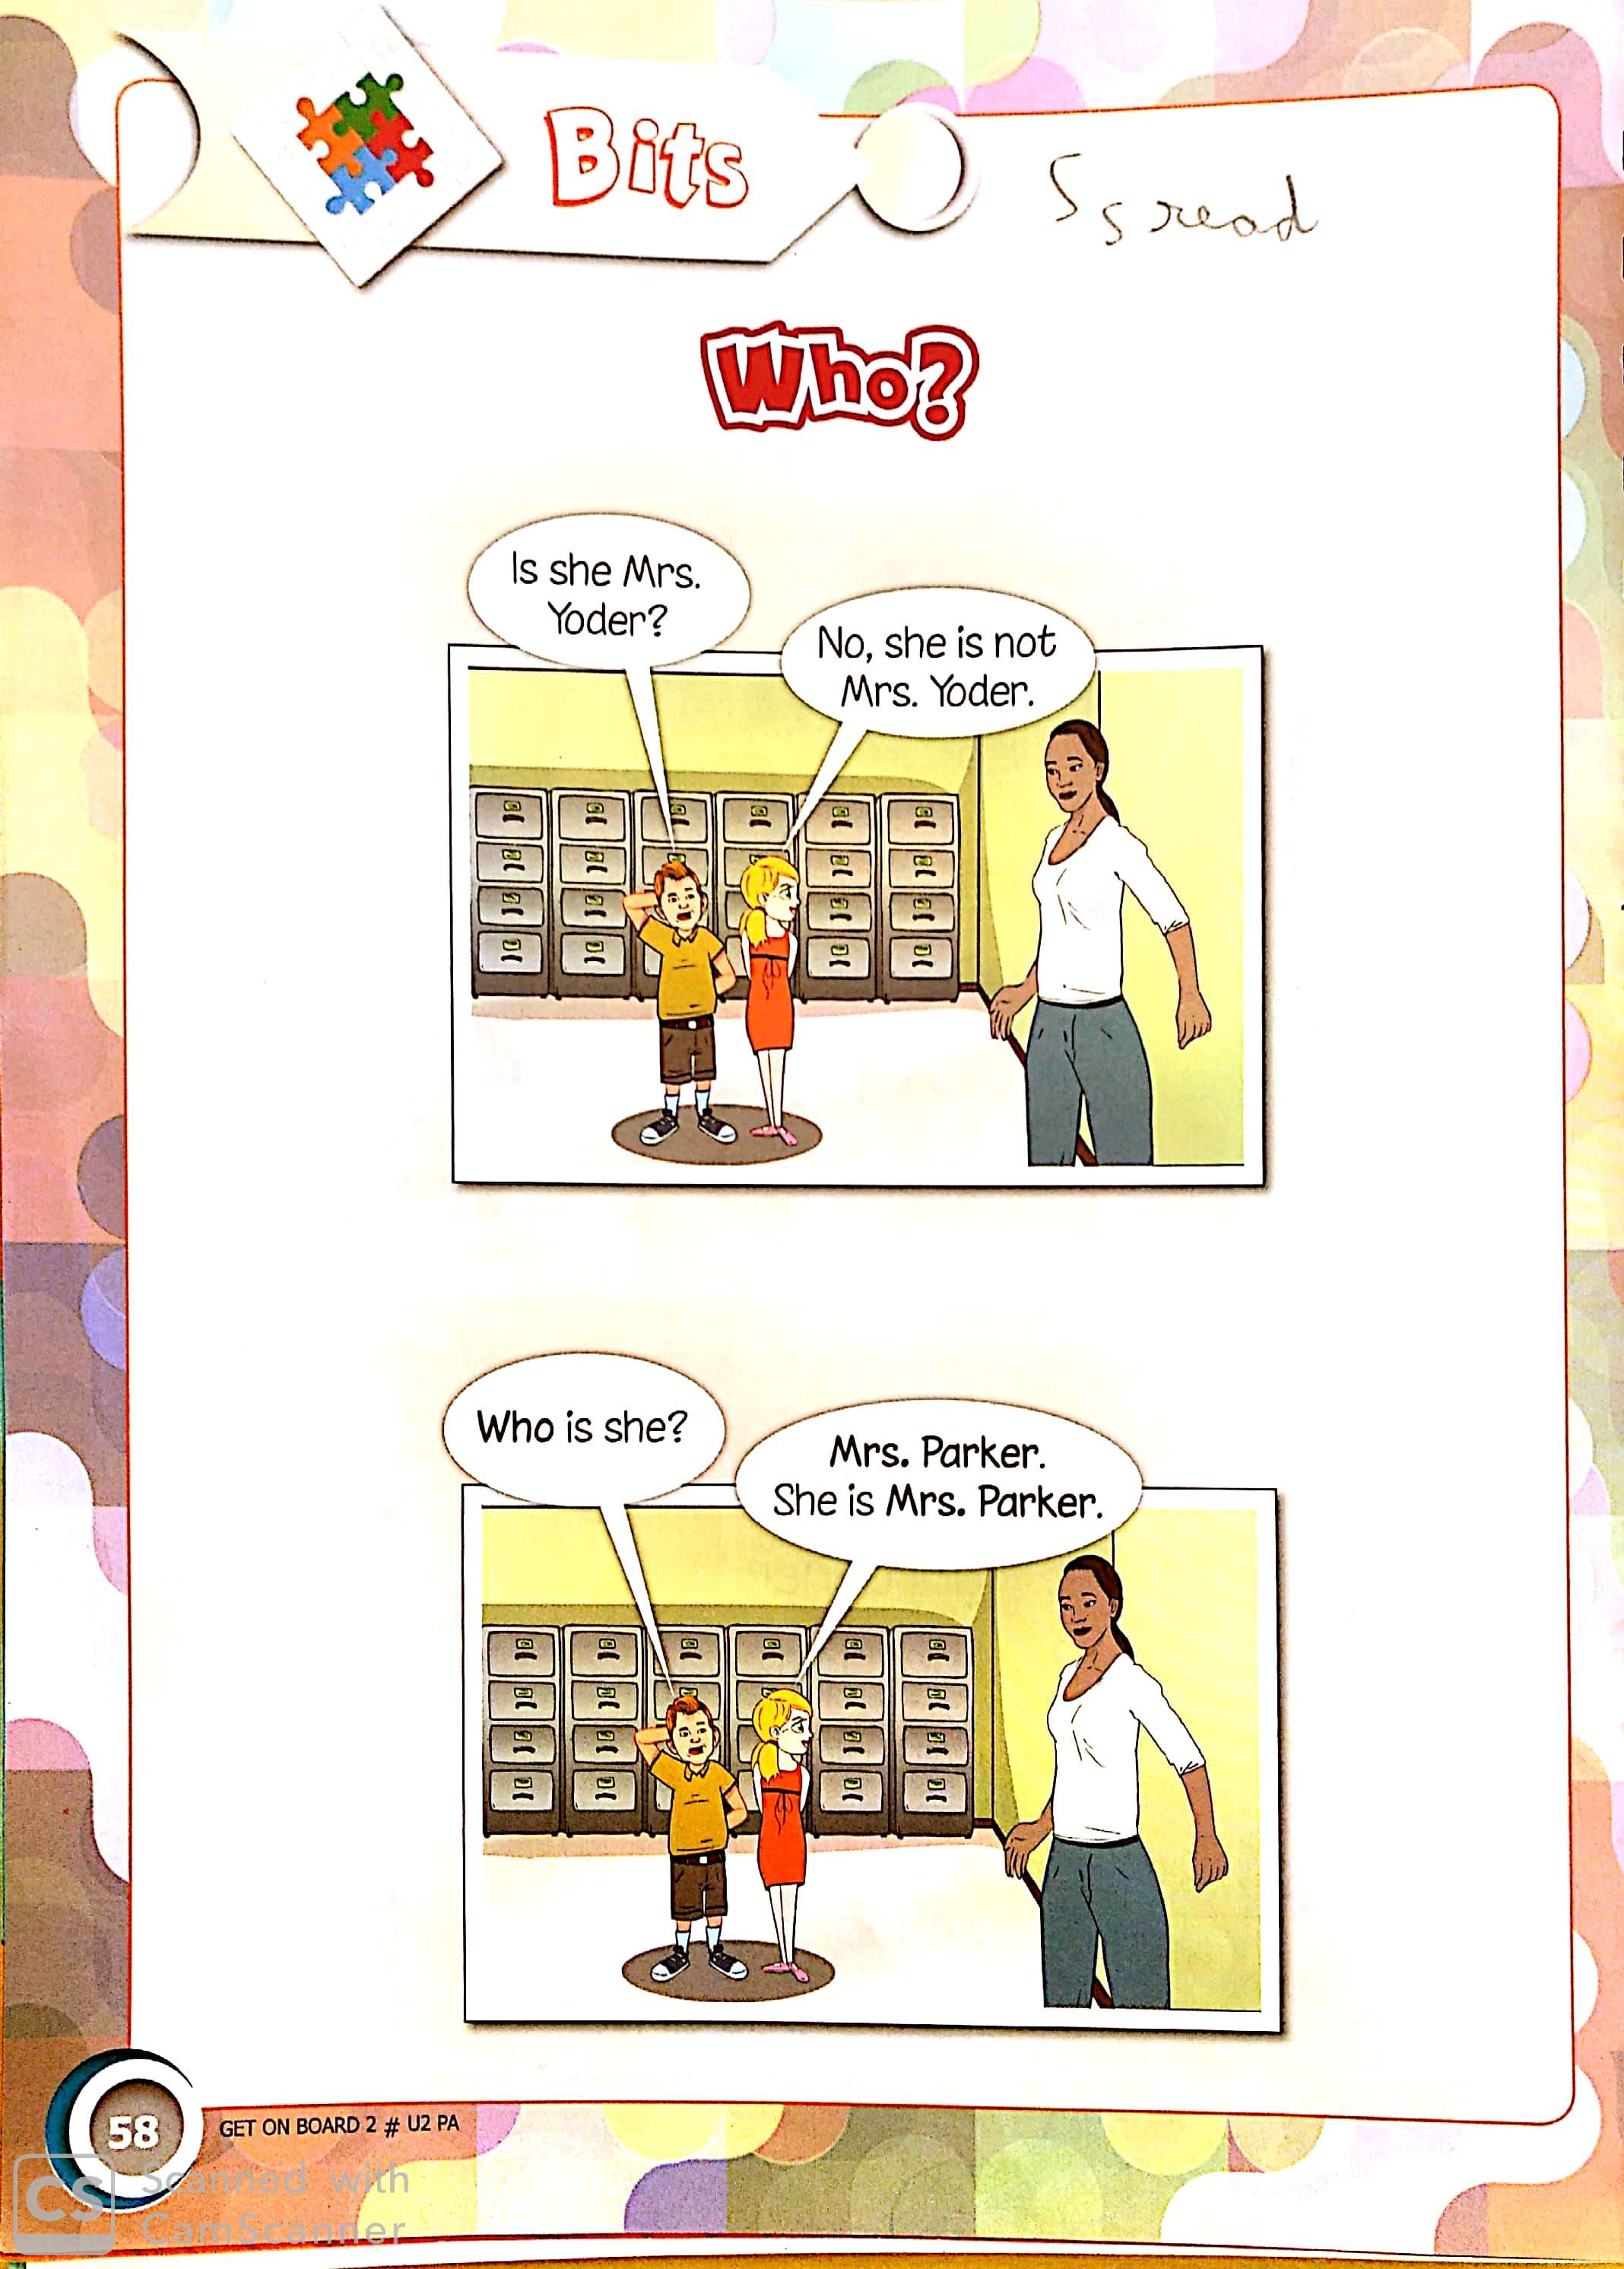 Bits
Ss read
Who?
Is she Mrs.
Yoder?
No, she is not
Mrs. Yoder.
Who is she?
Mrs. Parker.
She is Mrs. Parker.
58
GET ON BOARD 2 # U2 PA
CS
Scanned with
CamScanner